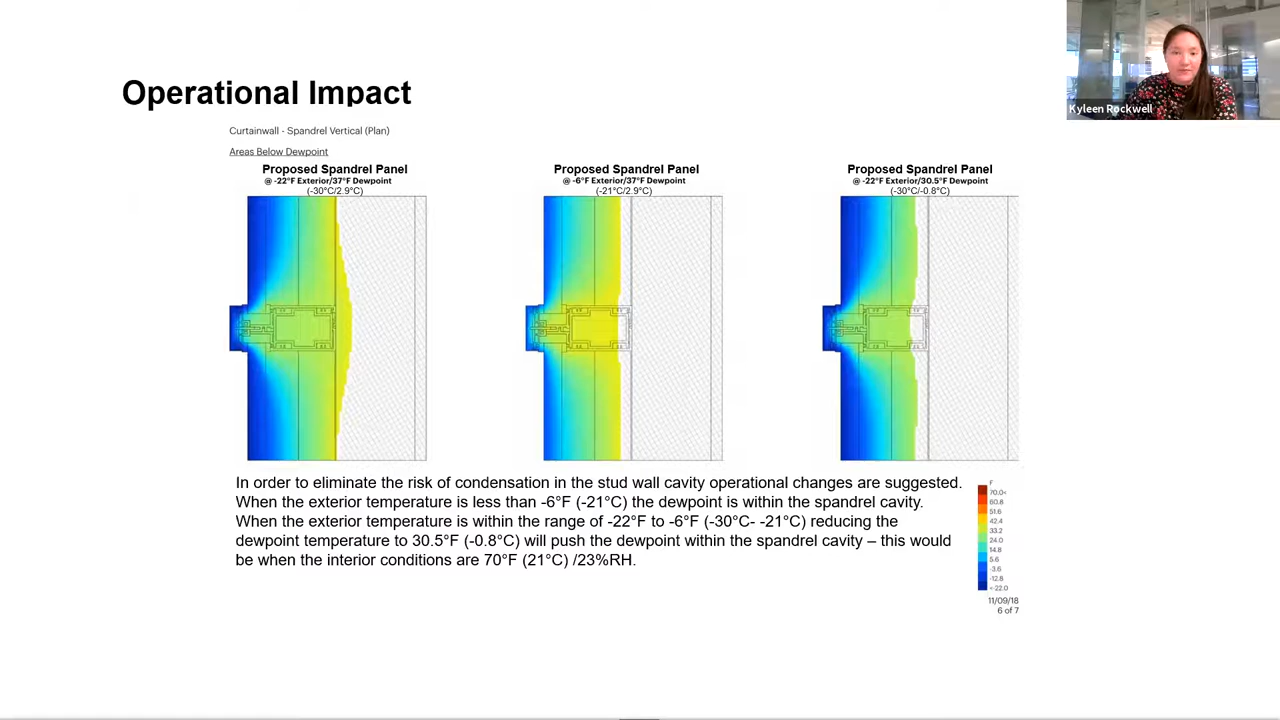 Operational Impact
Kyleen Rockwell
Curtainwall - Spandrel Vertical (Plan)
Areas Below Dewpoint
Proposed Spandrel Panel
@ -22°F Exterior/37°F Dewpoint
(-30°C/2.9°C)
Proposed Spandrel Panel
@ -6°F Exterior/37°F Dewpoint
(-21°C/2.9°C)
Proposed Spandrel Panel
@ -22°F Exterior/30.5°F Dewpoint
(-30°C/-0.8°C)
In order to eliminate the risk of condensation in the stud wall cavity operational changes are suggested.
When the exterior temperature is less than -6°F (-21°C) the dewpoint is within the spandrel cavity.
When the exterior temperature is within the range of -22°F to -6°F (-30°C- -21°C) reducing the
dewpoint temperature to 30.5°F (-0.8°C) will push the dewpoint within the spandrel cavity – this would
be when the interior conditions are 70°F (21°C) /23%RH.
F
70.0<
60.8
51.6
42.4
33.2
24.0
14.8
5.6
-3.6
-12.8
<-22.0
11/09/18
6 of 7